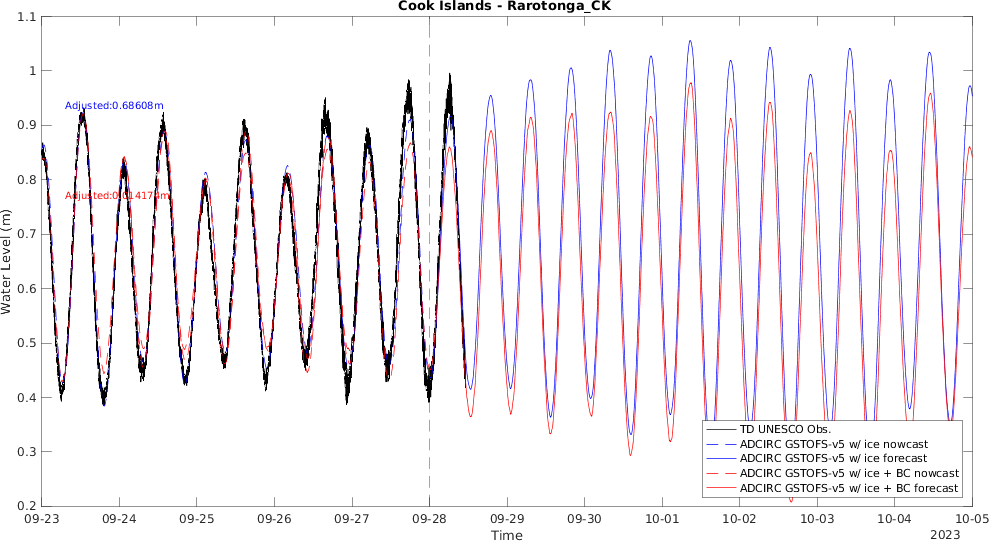 Cook Islands - Rarotonga_CK
1.1
1
0.9
0.8
0.7
0.6
0.5
0.4
0.3
0.2
Water Level (m)
Adjusted:0.68608m
TD UNESCO Obs.
ADCIRC GSTOFS-v5 w/ ice nowcast
ADCIRC GSTOFS-v5 w/ ice forecast
ADCIRC GSTOFS-v5 w/ ice + BC nowcast
ADCIRC GSTOFS-v5 w/ ice + BC forecast
09-23 09-24 09-25 09-26 09-27 09-28 09-29 09-30 10-01 10-02 10-03 10-04 10-05
Time
2023